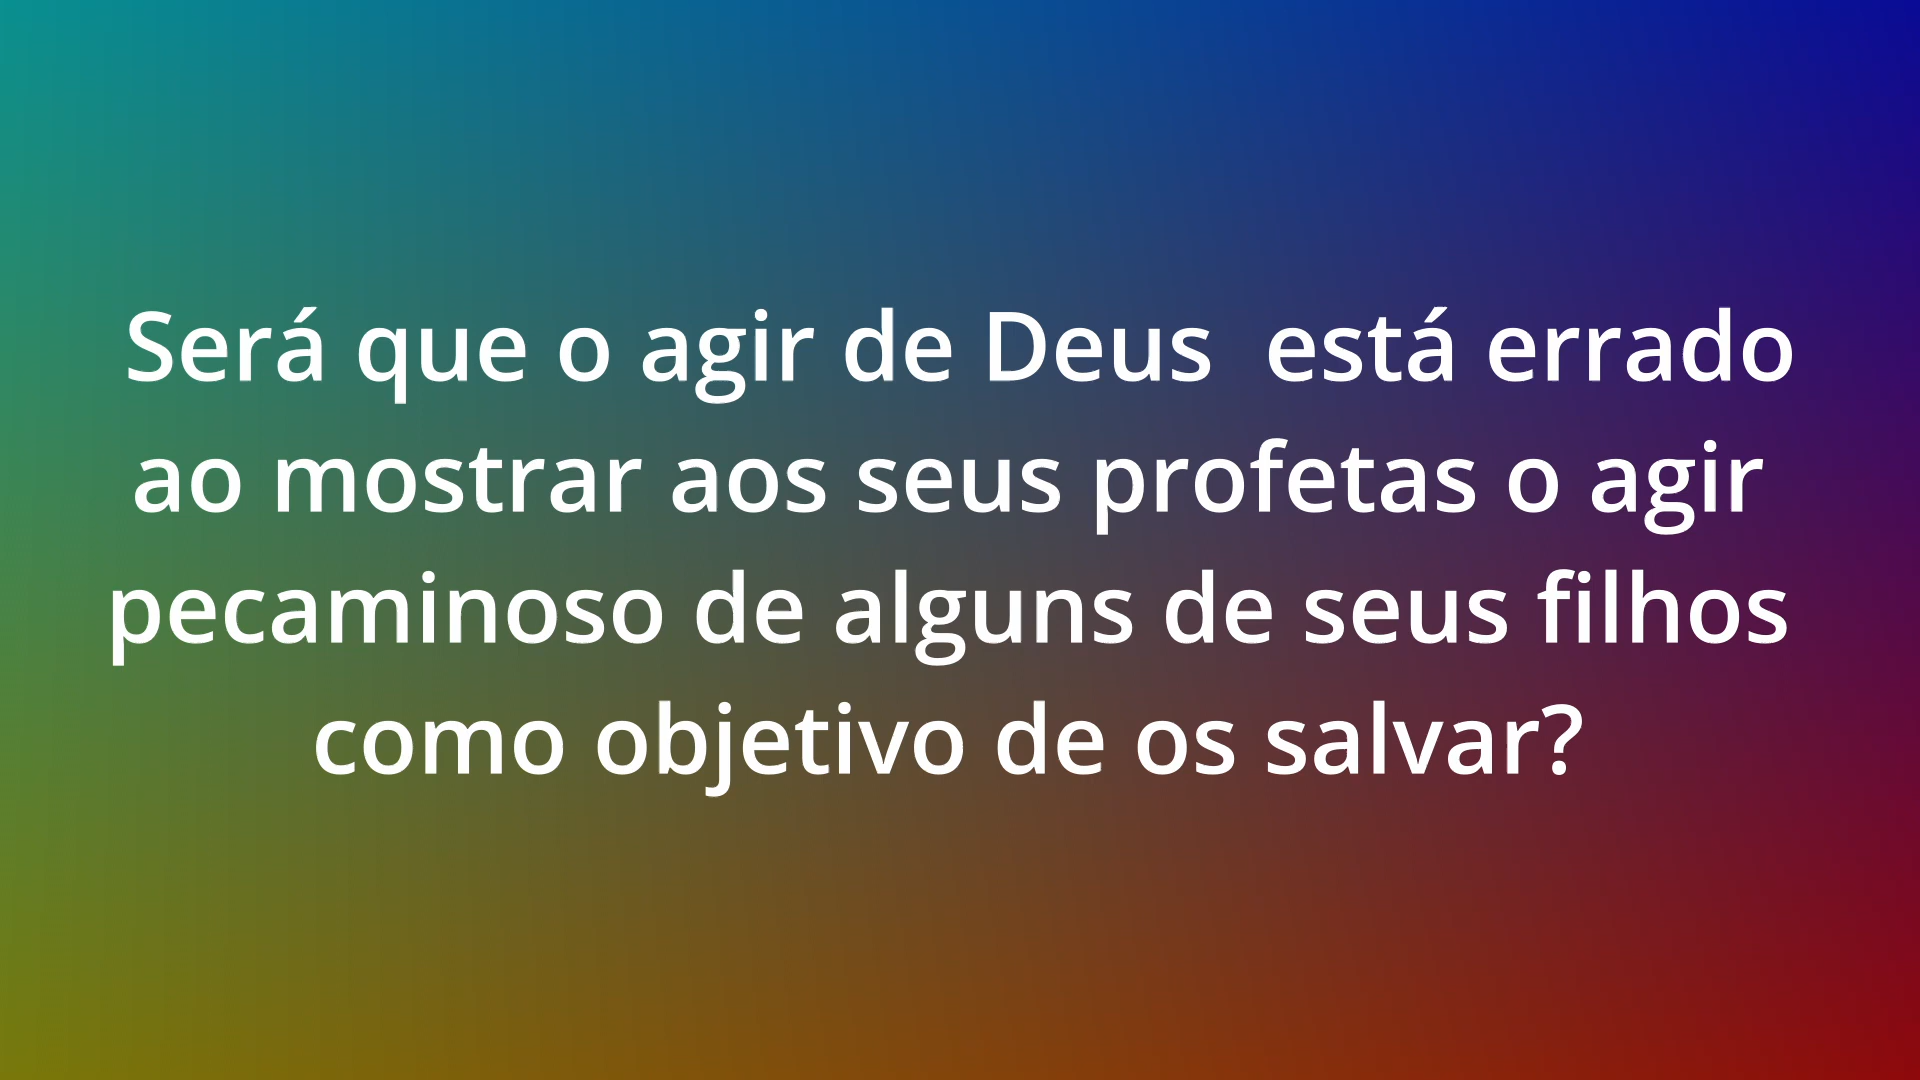 Será que o agir de Deus  está errado
ao mostrar aos seus profetas o agir
pecaminoso de alguns de seus filhos
como objetivo de os salvar?